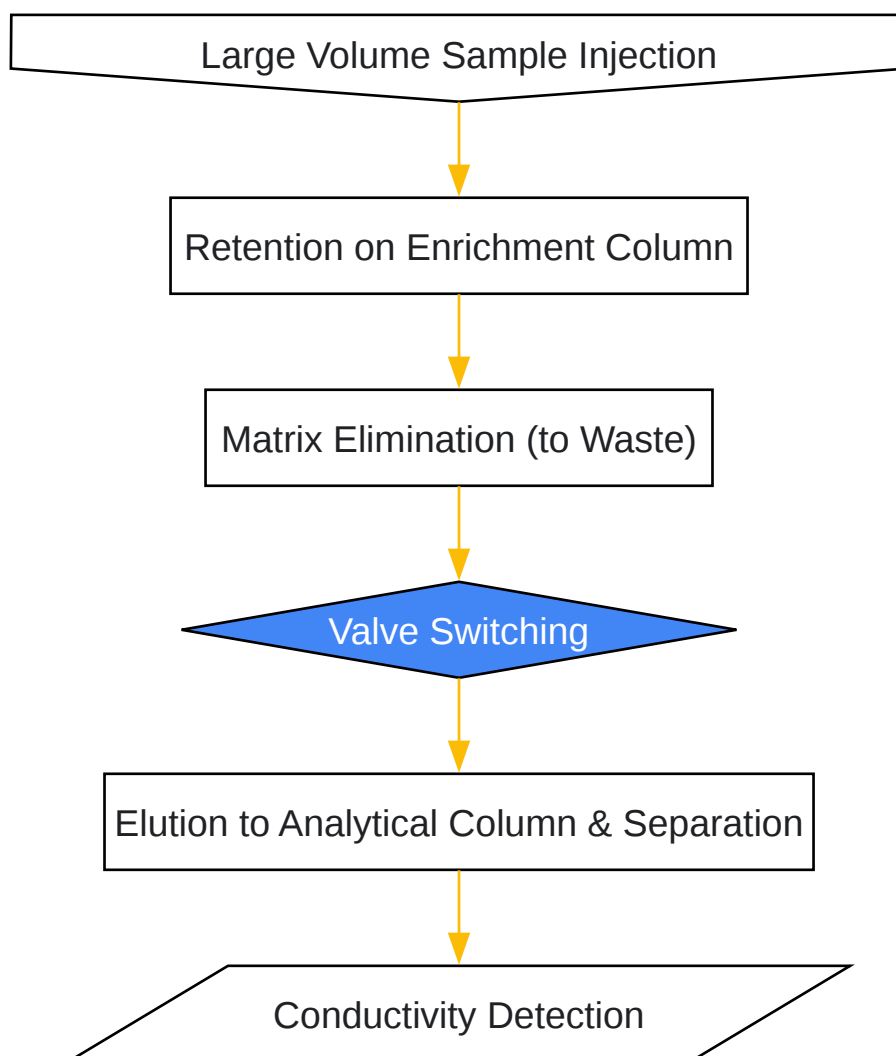 Large Volume Sample Injection
Retention on Enrichment Column
Matrix Elimination (to Waste)
Valve Switching
Elution to Analytical Column & Separation
Conductivity Detection